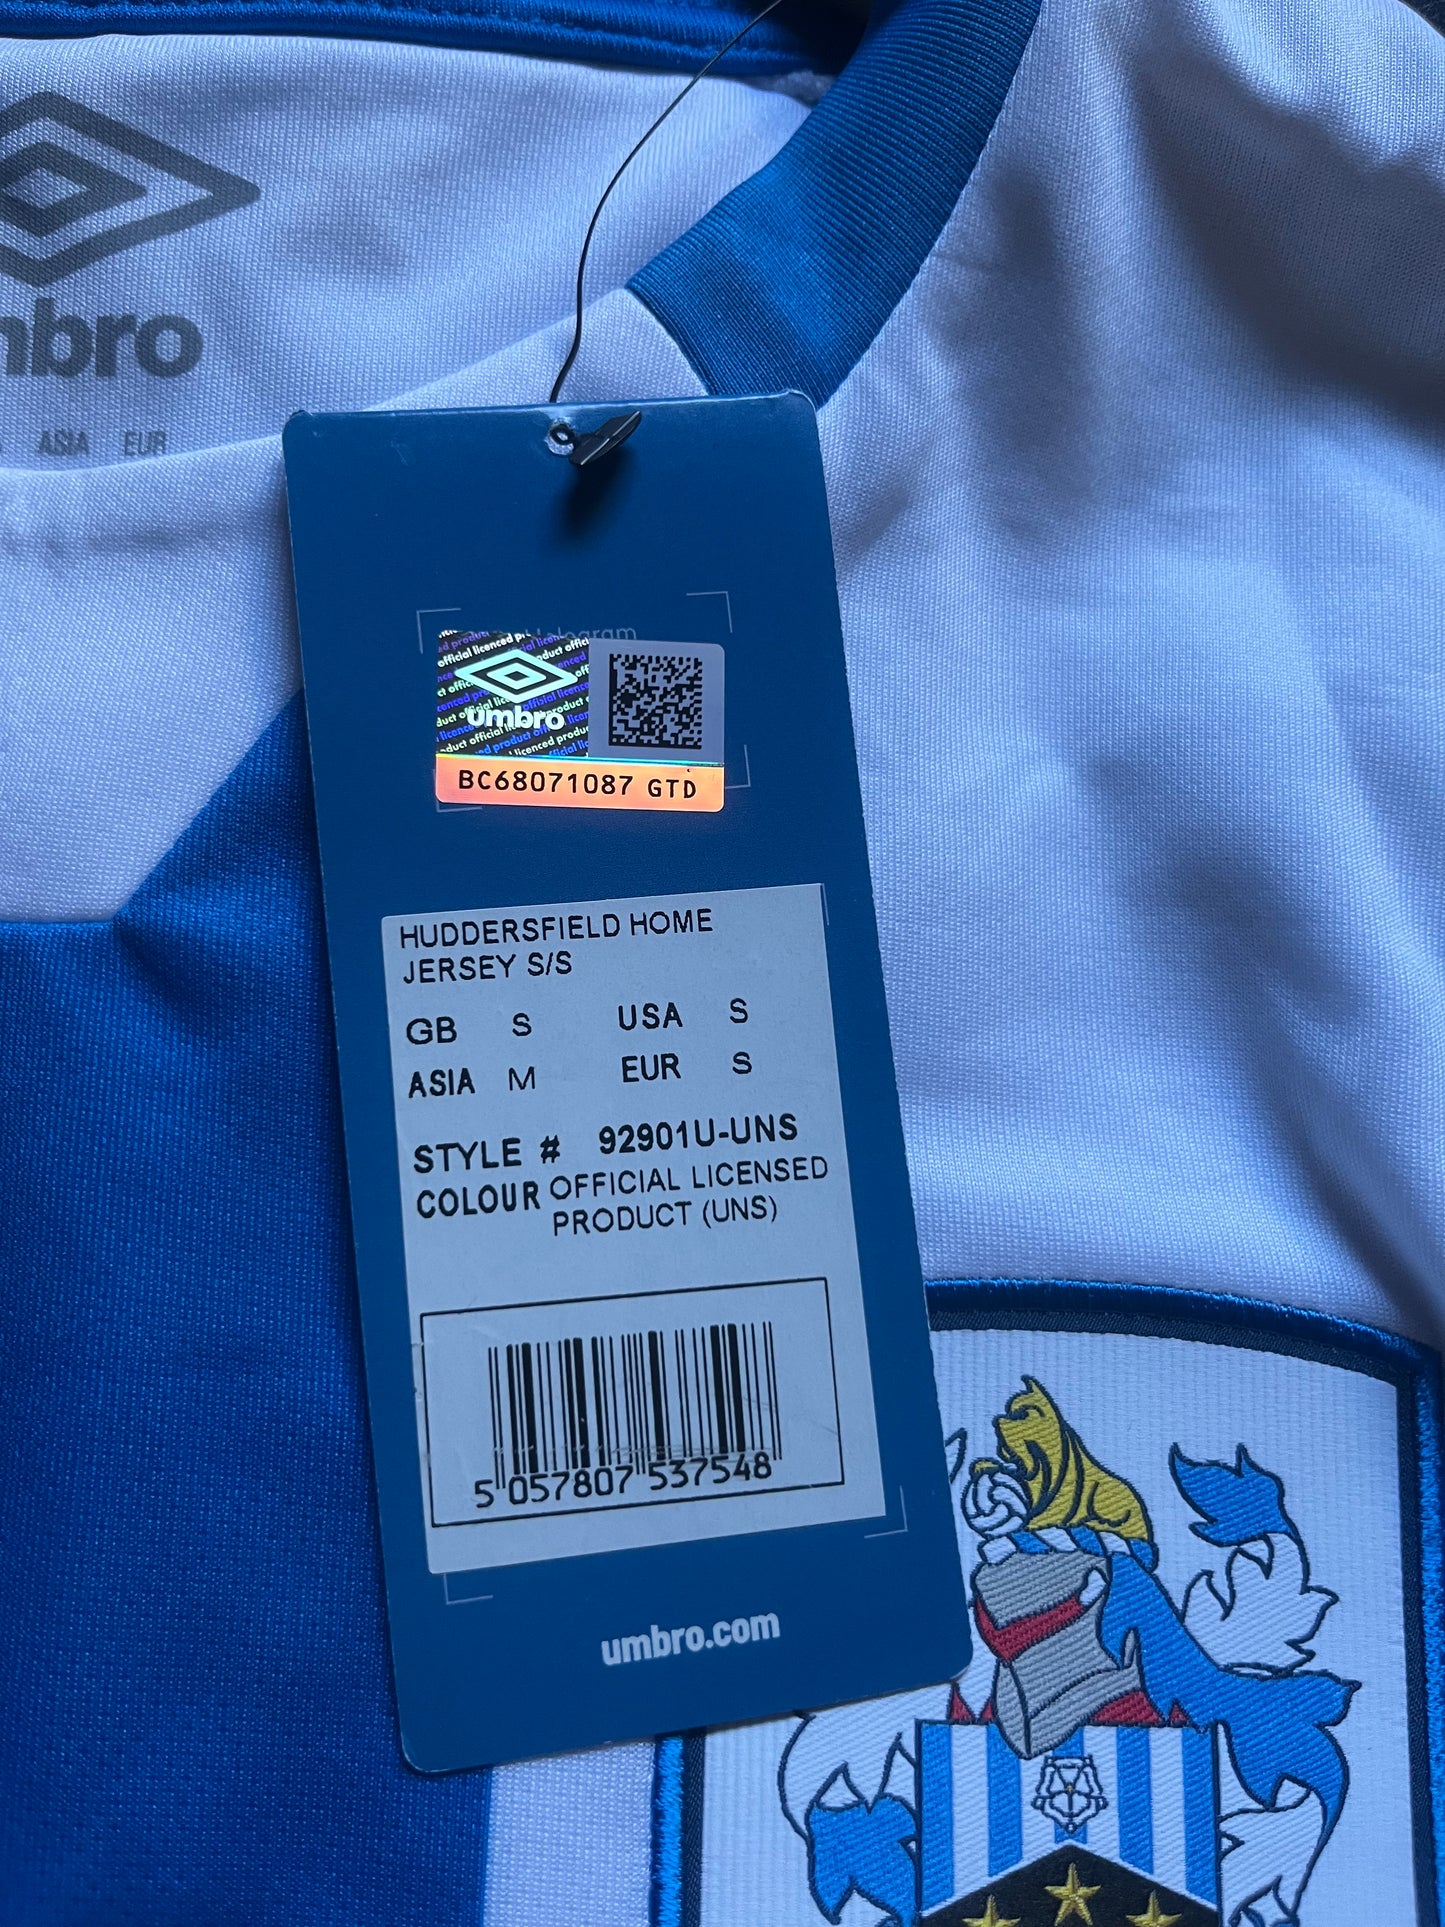 ASIA EUR
umbro
BC68071087 GTD
HUDDERSFIELD HOME
JERSEY S/S
GB S USA S
ASIA M EUR S
STYLE # 92901U-UNS
COLOUR OFFICIAL LICENSED
PRODUCT (UNS)
5 057807 537548
umbro.com